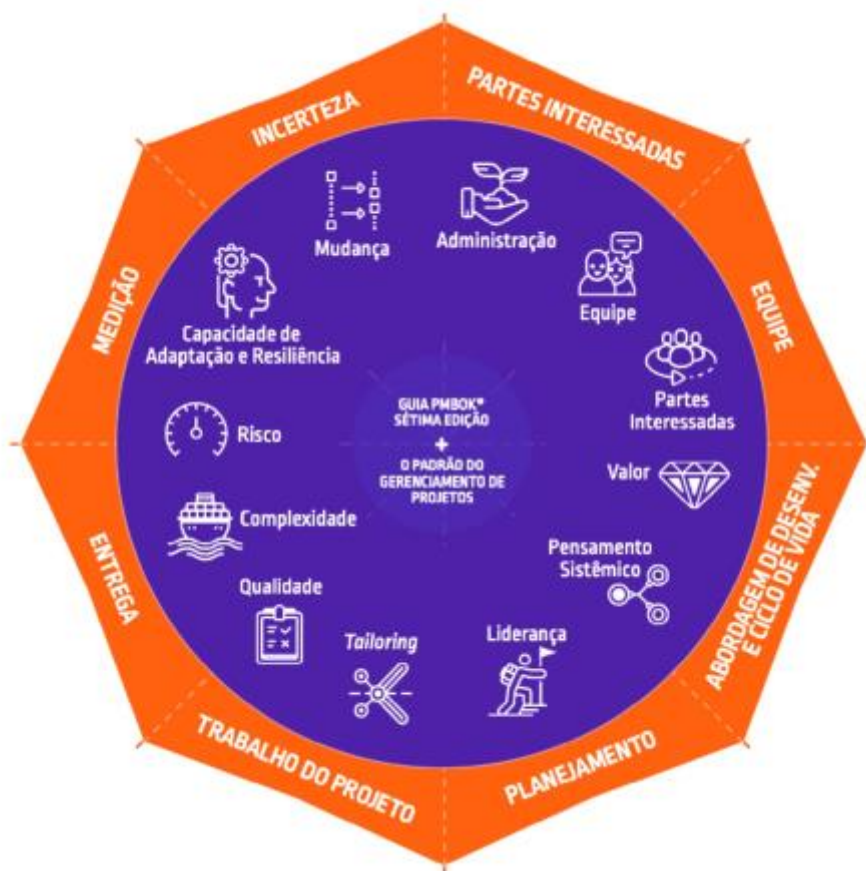 PARTES INTERESSADAS
EQUIPE
ABORDAGEM DE DESENV.
E CICLO DE VIDA
PLANEJAMENTO
TRABALHO DO PROJETO
ENTREGA
MEDIÇÃO
INCERTEZA
Administração
Equipe
Partes
Interessadas
Valor
Pensamento
Sistêmico
Liderança
Tailoring
Qualidade
Complexidade
Risco
Capacidade de
Adaptação e Resiliência
Mudança
GUIA PMBOK®
SÉTIMA EDIÇÃO
+
O PADRÃO DO
GERENCIAMENTO DE
PROJETOS